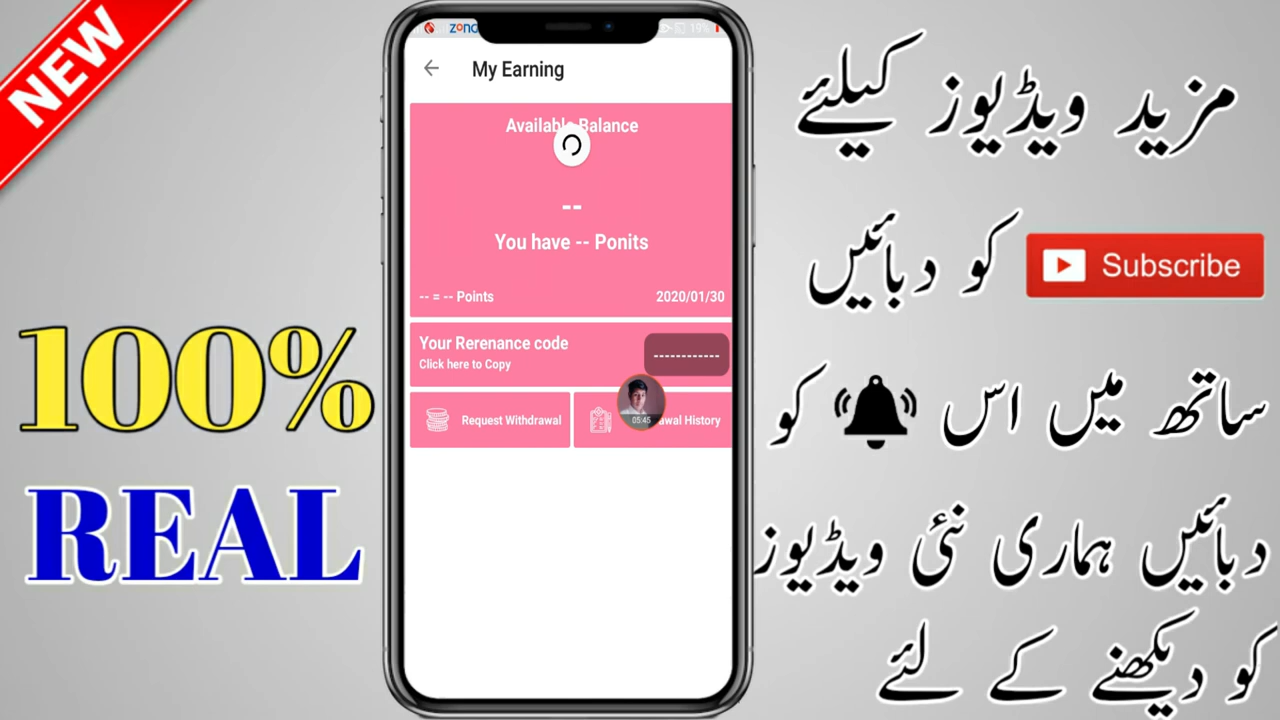 NEW
100%
REAL
zong
19%
My Earning
Available Balance
--
You have -- Ponits
-- = -- Points
2020/01/30
Your Rerenance code
Click here to Copy
------------
Request Withdrawal
awal History
05:45
مزید ویڈیوز کیلئے
Subscribe کو دبائیں
ساتھ میں اس کو
دبائیں ہماری نئی ویڈیوز
کو دیکھنے کے لئے